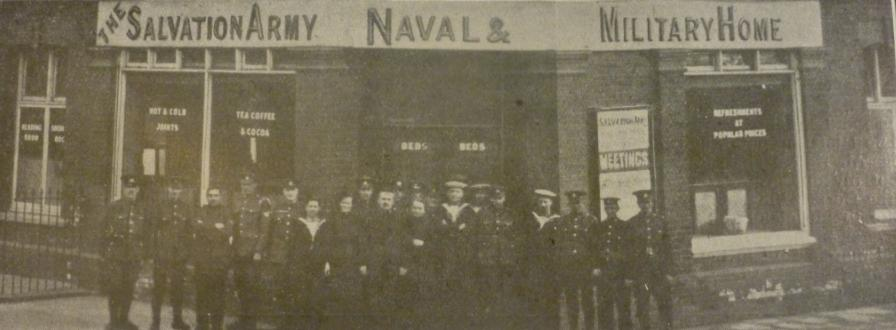 THE SALVATION ARMY NAVAL & MILITARY HOME
READING
ROOM
HOT & COLD
JOINTS
TEA COFFEE
& COCOA
BEDS BEDS
SALVATION ARMY
MEETINGS
REFRESHMENTS
AT
POPULAR PRICES